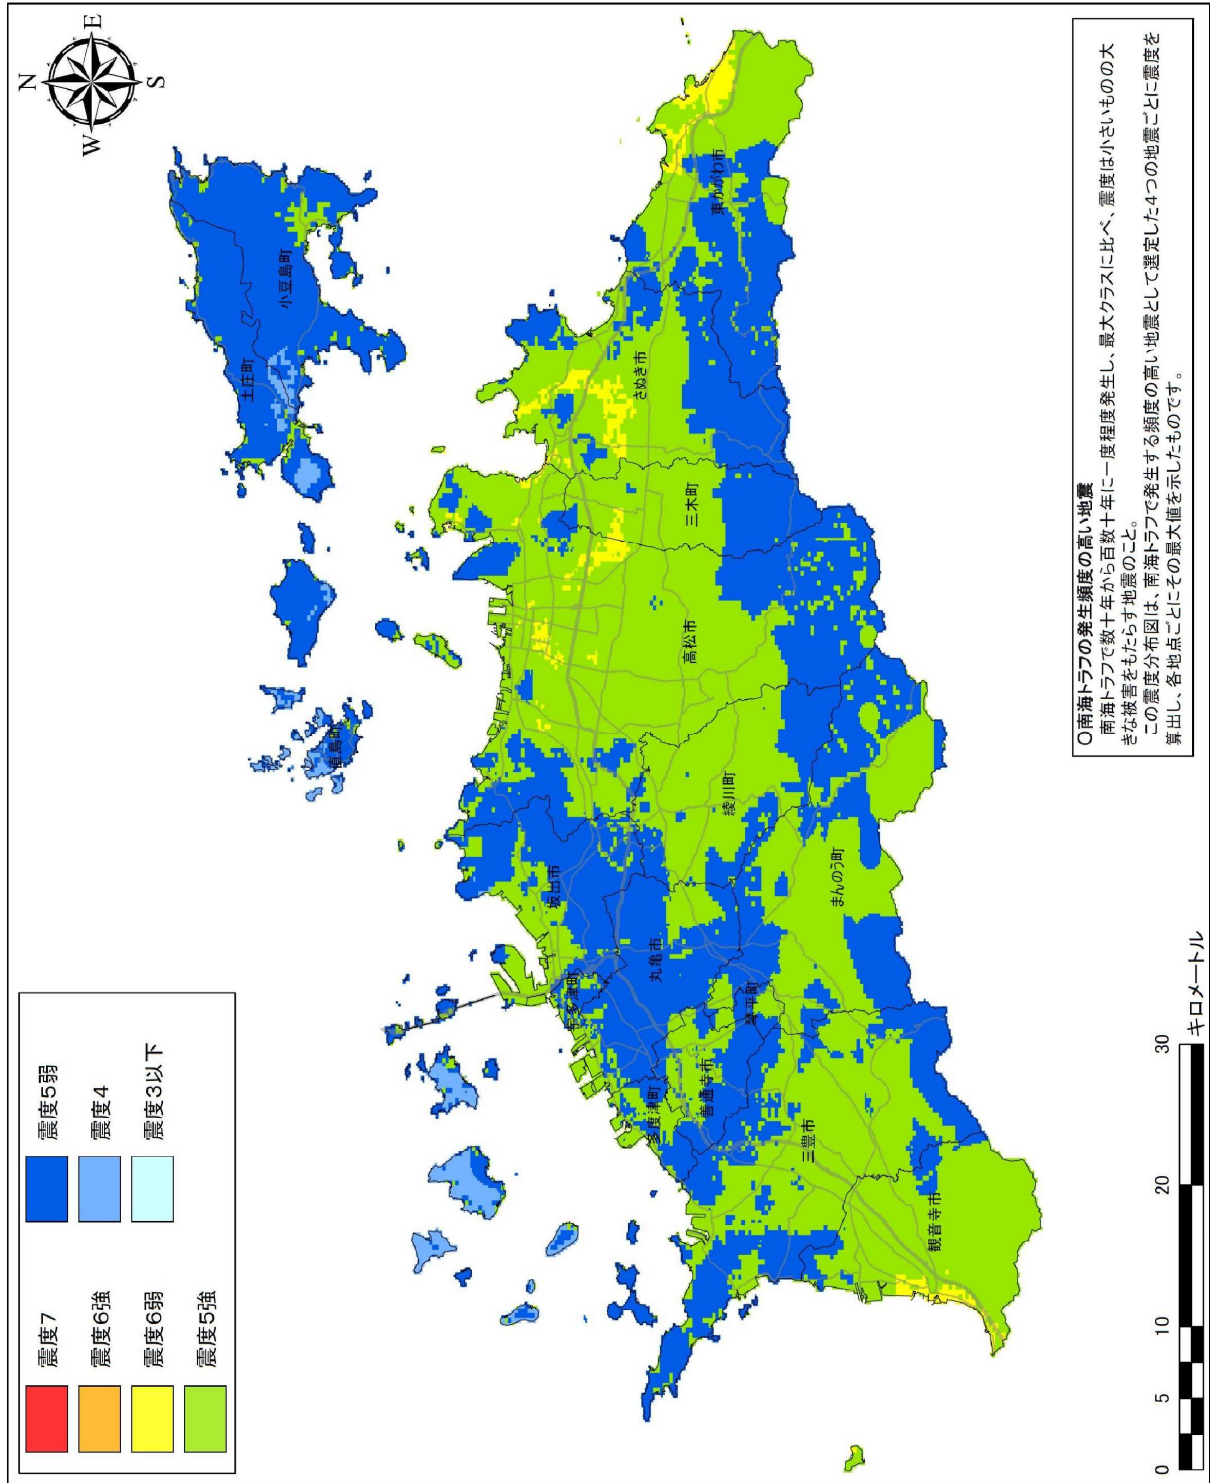 N
W
E
S
震度7
震度6強
震度6弱
震度5強
震度5弱
震度4
震度3以下
土庄町
小豆島町
直島町
東かがわ市
さぬき市
三木町
高松市
綾川町
坂出市
宇多津町
丸亀市
まんのう町
琴平町
善通寺市
多度津町
三豊市
観音寺市
〇南海トラフの発生頻度の高い地震
南海トラフで数十年から百数十年に一度程度発生し、最大クラスに比べ、震度は小さいものの大
きな被害をもたらす地震のこと。
この震度分布図は、南海トラフで発生する頻度の高い地震として選定した4つの地震ごとに震度を
算出し、各地点ごとにその最大値を示したものです。
0 5 10 20 30
キロメートル